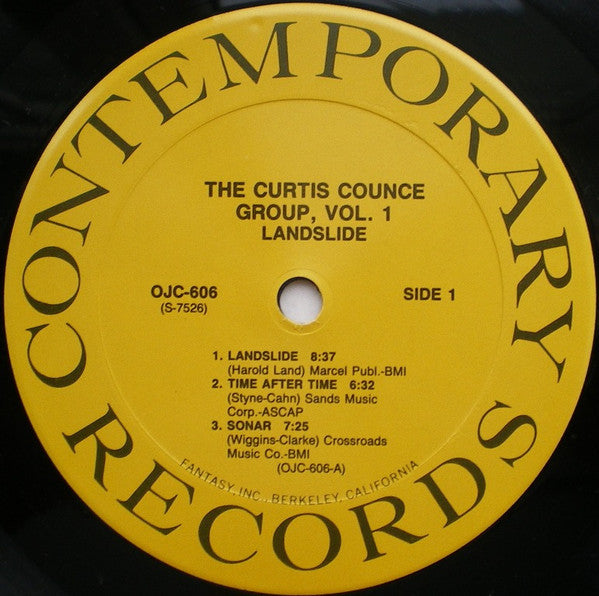 CONTEMPORARY RECORDS
THE CURTIS COUNCE
GROUP, VOL. 1
LANDSLIDE
OJC-606
(S-7526)
SIDE 1
1. LANDSLIDE 8:37
(Harold Land) Marcel Publ.-BMI
2. TIME AFTER TIME 6:32
(Styne-Cahn) Sands Music
Corp.-ASCAP
3. SONAR 7:25
(Wiggins-Clarke) Crossroads
Music Co.-BMI
(OJC-606-A)
FANTASY, INC., BERKELEY, CALIFORNIA